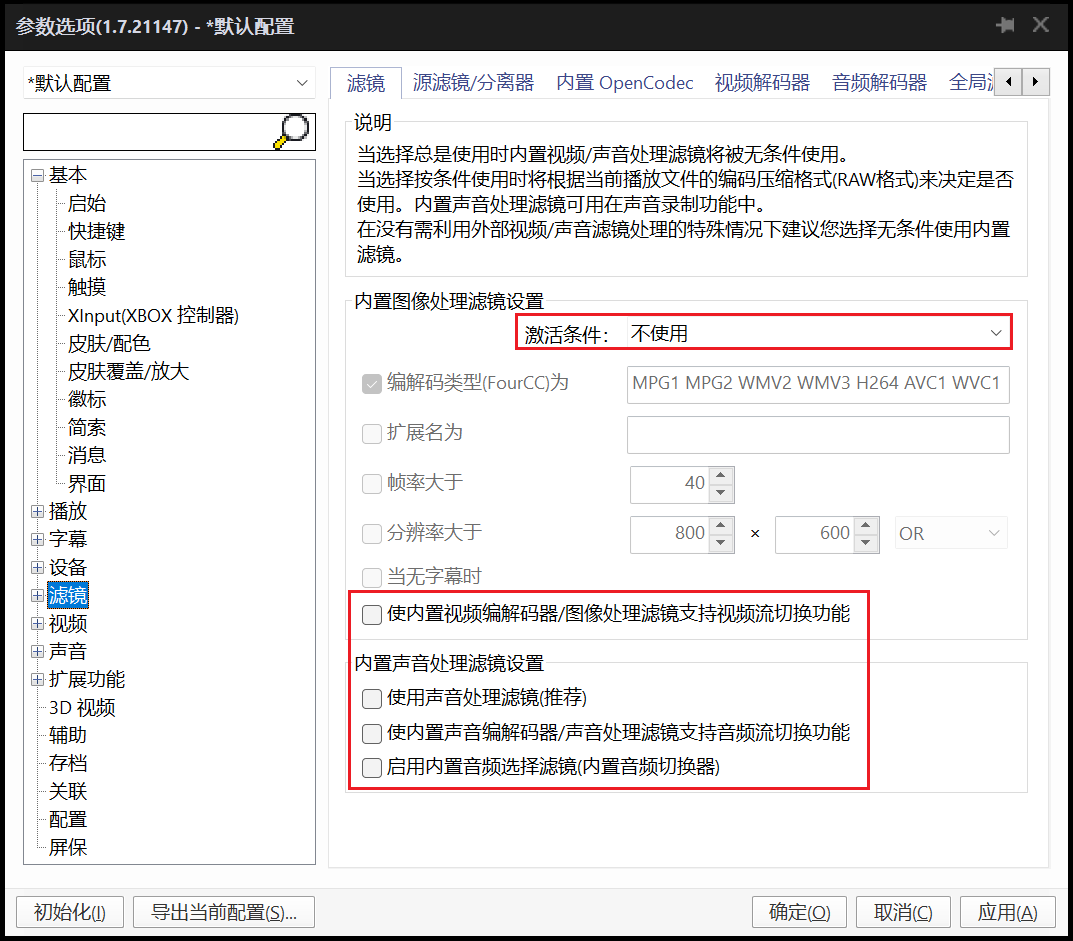 参数选项(1.7.21147) - *默认配置
*默认配置
基本
启始
快捷键
鼠标
触摸
XInput(XBOX 控制器)
皮肤/配色
皮肤覆盖/放大
徽标
简索
消息
界面
播放
字幕
设备
滤镜
视频
声音
扩展功能
3D 视频
辅助
存档
关联
配置
屏保
滤镜 源滤镜/分离器 内置 OpenCodec 视频解码器 音频解码器 全局
说明
当选择总是使用时内置视频/声音处理滤镜将被无条件使用。
当选择按条件使用时将根据当前播放文件的编码压缩格式(RAW格式)来决定是否
使用。内置声音处理滤镜可用在声音录制功能中。
在没有需利用外部视频/声音滤镜处理的特殊情况下建议您选择无条件使用内置
滤镜。
内置图像处理滤镜设置
激活条件： 不使用
编解码类型(FourCC)为 MPG1 MPG2 WMV2 WMV3 H264 AVC1 WVC1
扩展名为
帧率大于 40
分辨率大于 800 × 600 OR
当无字幕时
使内置视频编解码器/图像处理滤镜支持视频流切换功能
内置声音处理滤镜设置
使用声音处理滤镜(推荐)
使内置声音编解码器/声音处理滤镜支持音频流切换功能
启用内置音频选择滤镜(内置音频切换器)
初始化(I) 导出当前配置(S)... 确定(O) 取消(C) 应用(A)